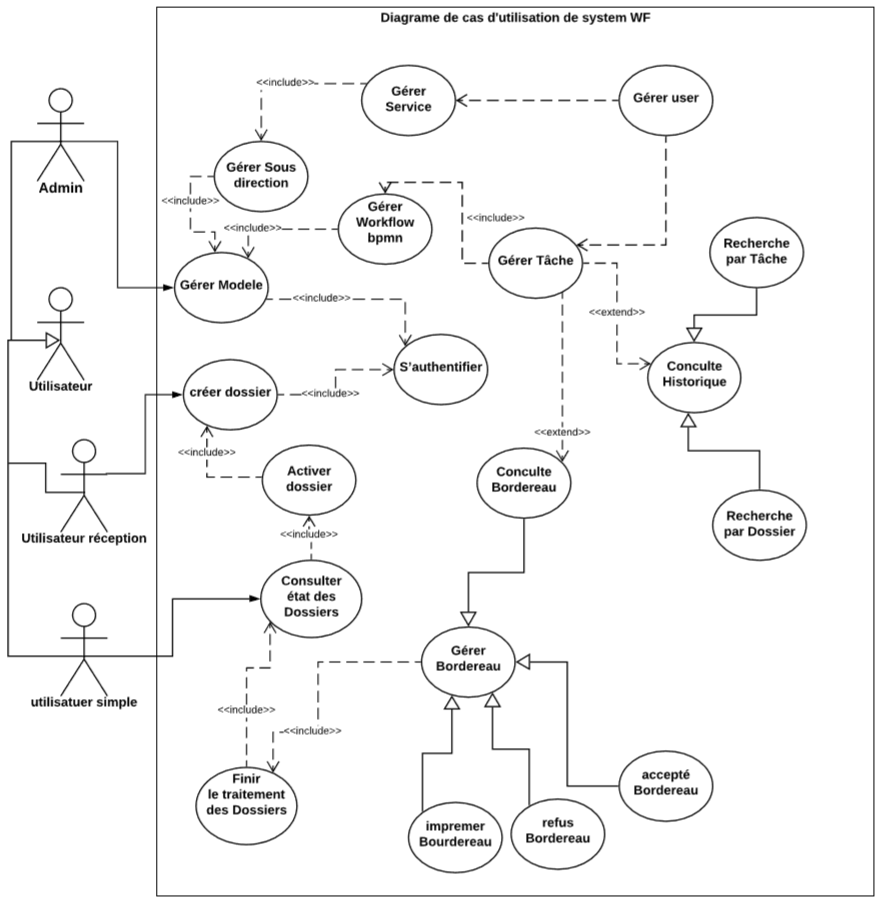 Diagrame de cas d'utilisation de system WF
<<include>>
Gérer
Service
Gérer user
Admin
Gérer Sous
direction
<<include>>
Gérer
Workflow
bpmn
<<include>>
<<include>>
Recherche
par Tâche
Gérer Tâche
Gérer Modele
<<include>>
<<extend>>
Utilisateur
S'authentifier
Conculte
Historique
créer dossier
<<include>>
<<extend>>
<<include>>
Activer
dossier
Conculte
Bordereau
Utilisateur réception
<<include>>
Recherche
par Dossier
Consulter
état des
Dossiers
utilisatuer simple
Gérer
Bordereau
<<include>>
<<include>>
Finir
le traitement
des Dossiers
accepté
Bordereau
impremer
Bourdereau
refus
Bordereau